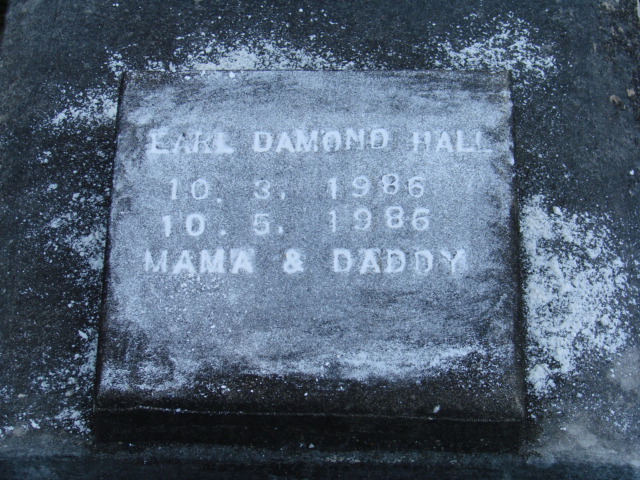 EARL DAMOND HALL
10. 3. 1986
10. 5. 1986
MAMA & DADDY